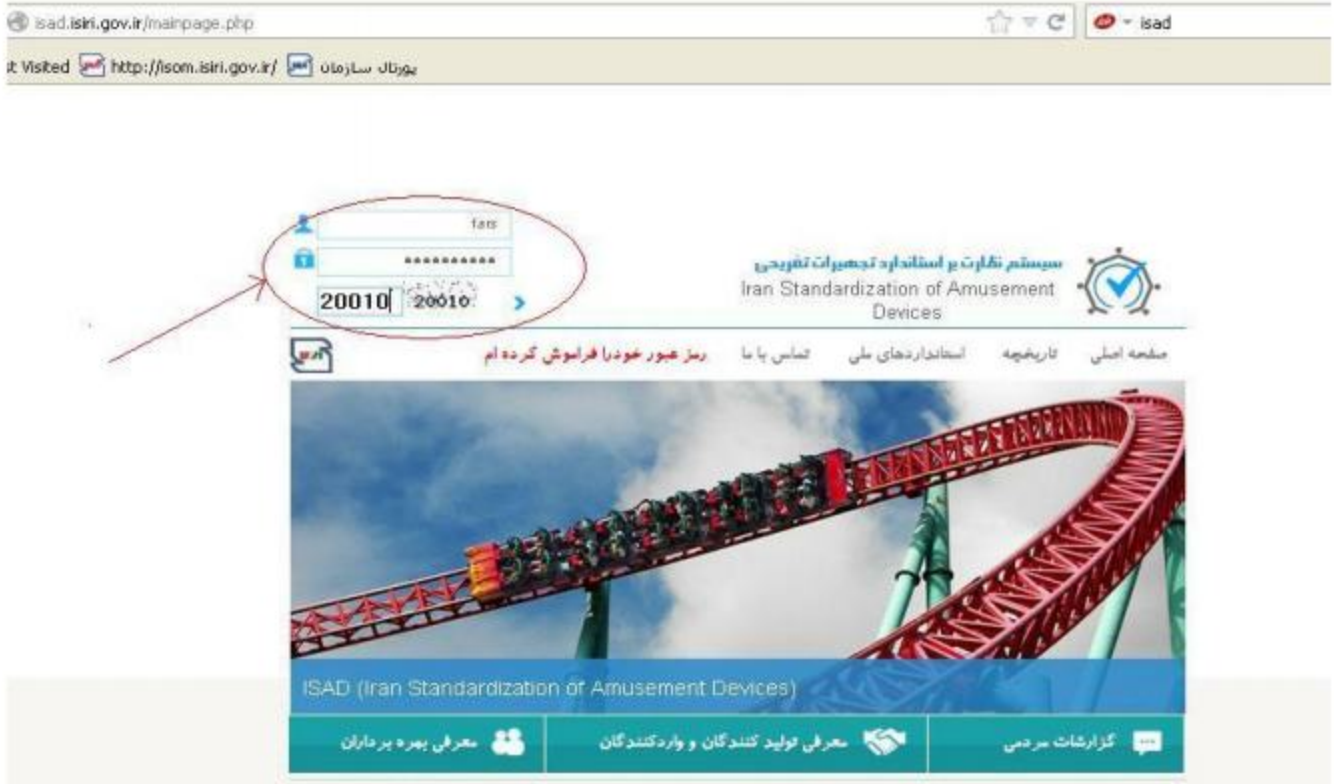 isad.isiri.gov.ir/mainpage.php isad
st Visited http://isom.isiri.gov.ir/ پورتال سازمان
fars
**********
20010 20010
سیستم نظارت بر استاندارد تجهیزات تفریحی
Iran Standardization of Amusement
Devices
صفحه اصلی تاریخچه استانداردهای ملی تماس با ما رمز عبور خود را فراموش کرده ام
ISAD (Iran Standardization of Amusement Devices)
گزارشات مردمی معرفی تولید کنندگان و واردکنندگان معرفی بهره برداران